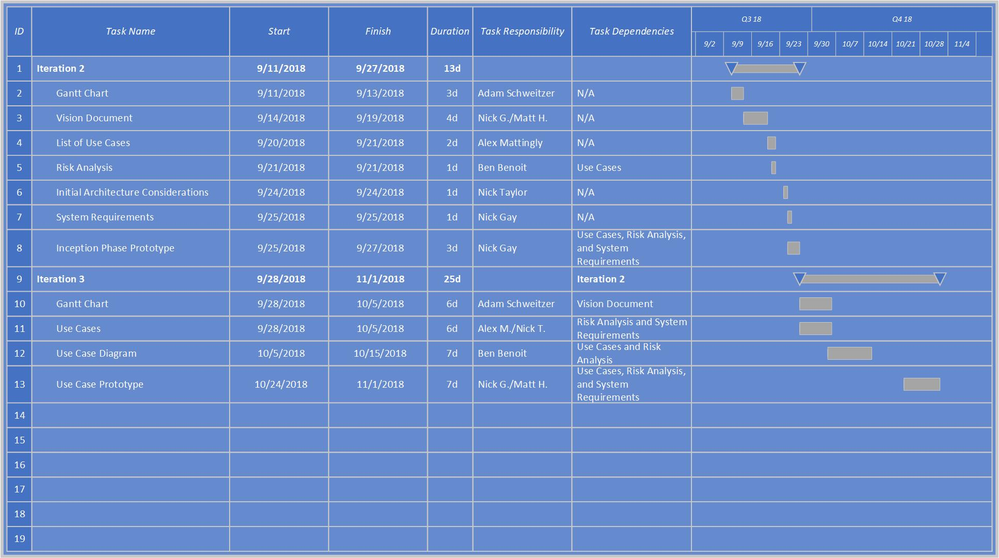 ID Task Name Start Finish Duration Task Responsibility Task Dependencies Q3 18 Q4 18
9/2 9/9 9/16 9/23 9/30 10/7 10/14 10/21 10/28 11/4
1 Iteration 2 9/11/2018 9/27/2018 13d
2 Gantt Chart 9/11/2018 9/13/2018 3d Adam Schweitzer N/A
3 Vision Document 9/14/2018 9/19/2018 4d Nick G./Matt H. N/A
4 List of Use Cases 9/20/2018 9/21/2018 2d Alex Mattingly N/A
5 Risk Analysis 9/21/2018 9/21/2018 1d Ben Benoit Use Cases
6 Initial Architecture Considerations 9/24/2018 9/24/2018 1d Nick Taylor N/A
7 System Requirements 9/25/2018 9/25/2018 1d Nick Gay N/A
8 Inception Phase Prototype 9/25/2018 9/27/2018 3d Nick Gay Use Cases, Risk Analysis,
and System
Requirements
9 Iteration 3 9/28/2018 11/1/2018 25d Iteration 2
10 Gantt Chart 9/28/2018 10/5/2018 6d Adam Schweitzer Vision Document
11 Use Cases 9/28/2018 10/5/2018 6d Alex M./Nick T. Risk Analysis and System
Requirements
12 Use Case Diagram 10/5/2018 10/15/2018 7d Ben Benoit Use Cases and Risk
Analysis
13 Use Case Prototype 10/24/2018 11/1/2018 7d Nick G./Matt H. Use Cases, Risk Analysis,
and System
Requirements
14
15
16
17
18
19